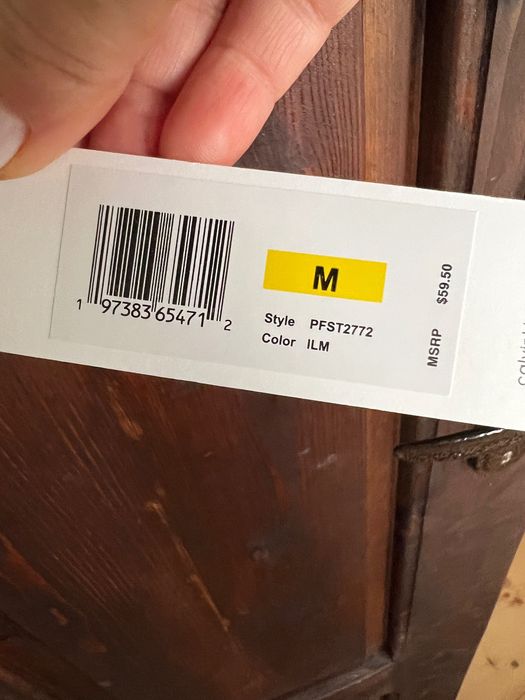 1 97383 65471 2
M
Style PFST2772
Color ILM
MSRP $59.50